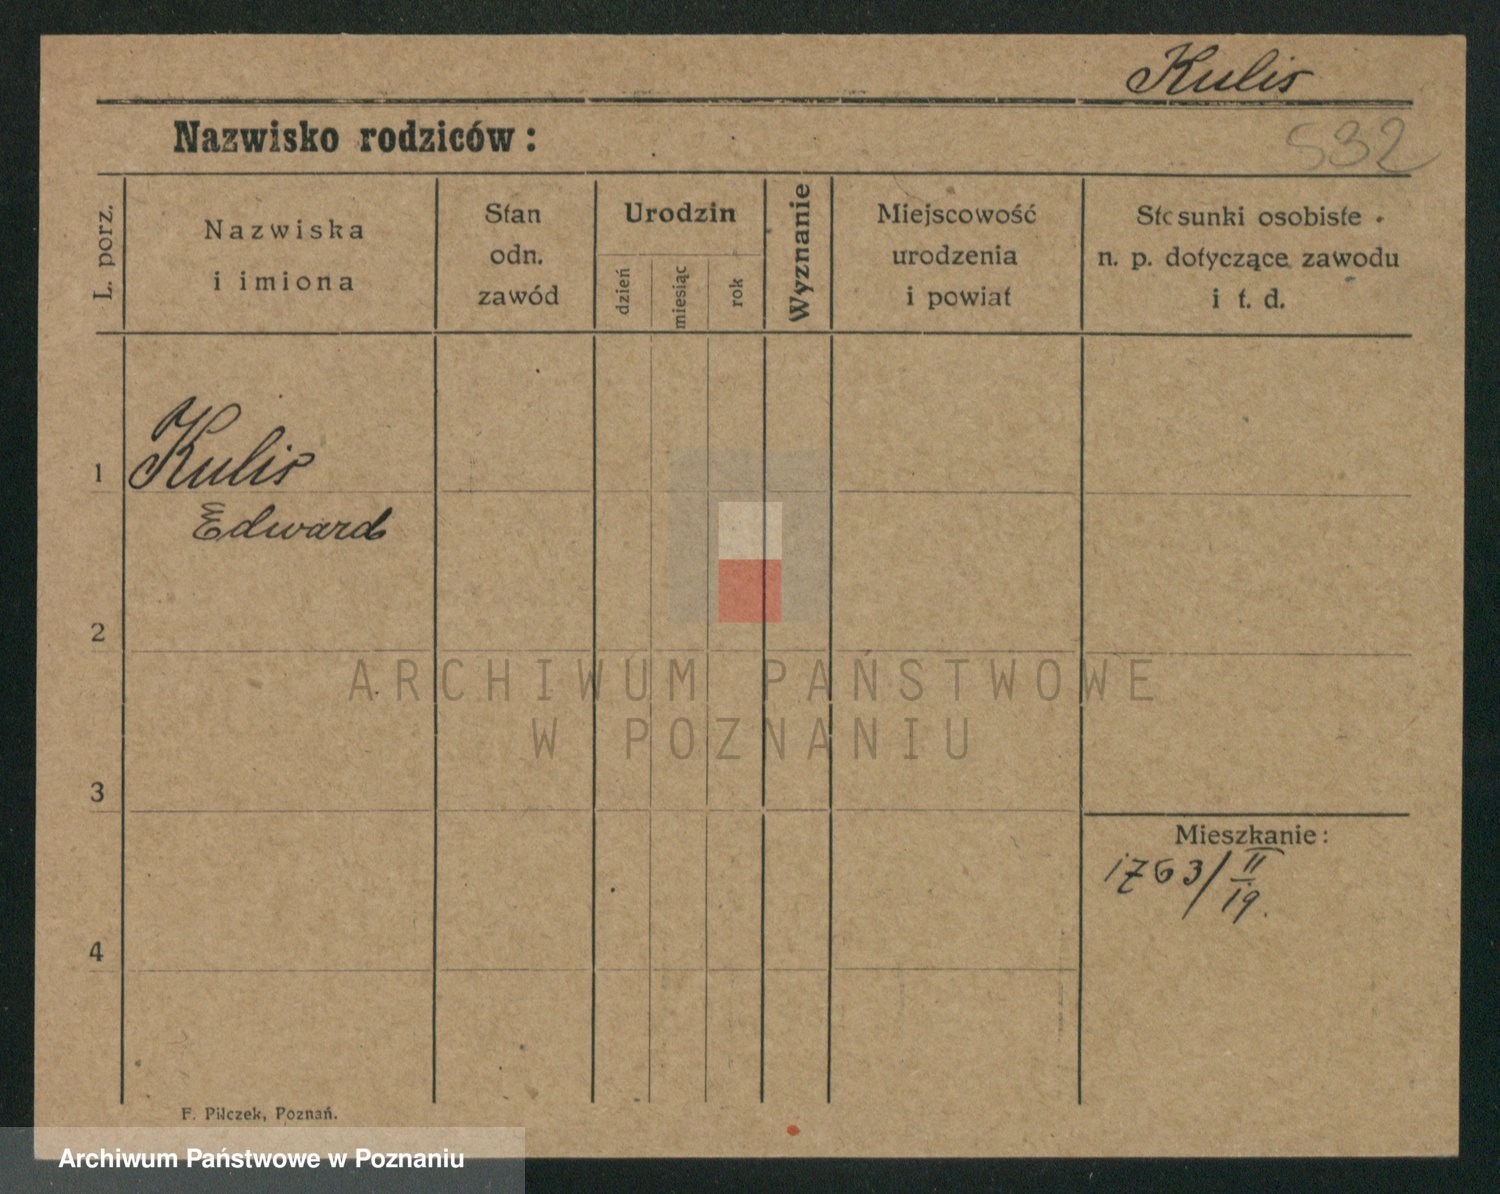 Kulis
Nazwisko rodziców:
532
L. porz.
Nazwiska
i imiona
Stan
odn.
zawód
Urodzin
dzień
miesiąc
rok
Wyznanie
Miejscowość
urodzenia
i powiat
Stosunki osobiste
n. p. dotyczące zawodu
i t. d.
1
Kulis
Edward
2
ARCHIWUM PAŃSTWOWE
W POZNANIU
3
Mieszkanie:
1763/II
19.
4
F. Pilczek, Poznań.
Archiwum Państwowe w Poznaniu